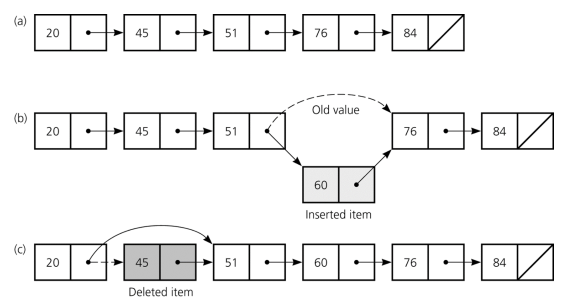 (a) 20 45 51 76 84
(b) 20 45 51 Old value 76 84
60
Inserted item
(c) 20 45 51 60 76 84
Deleted item